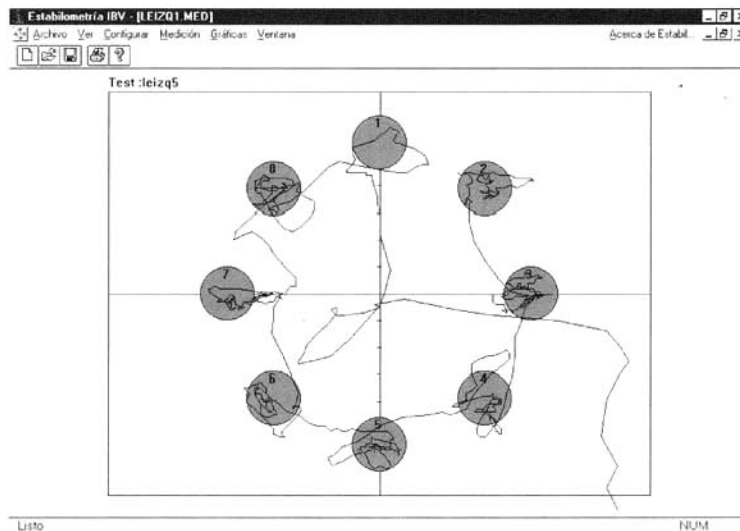 Estabilometría IBV - [LEIZQ1.MED]
Archivo Ver Configurar Medición Gráficas Ventana Acerca de Estabil...
Test :leizq5
1
8
2
7
3
6
4
5
Listo NUM